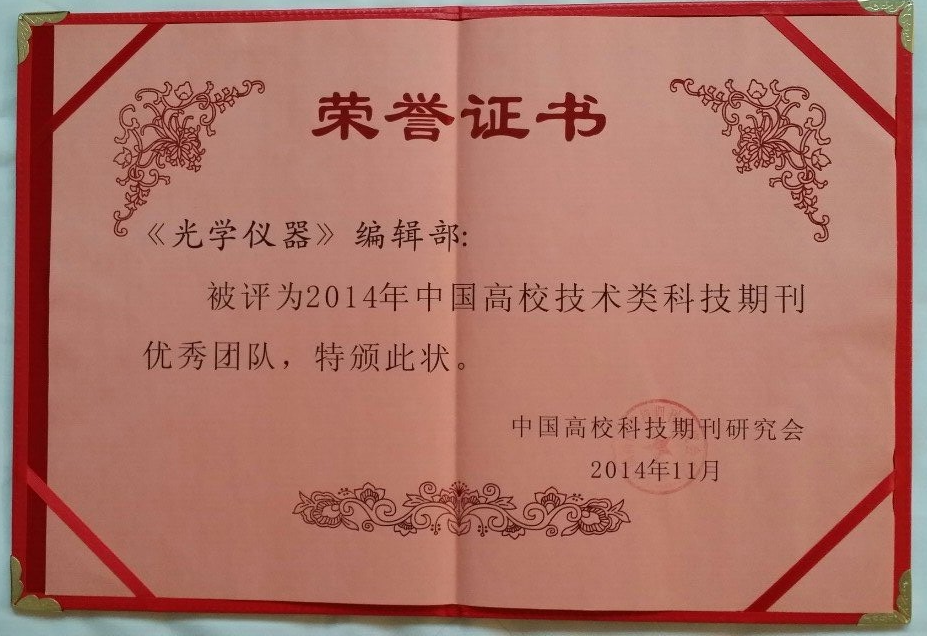 荣誉证书
《光学仪器》编辑部:
被评为2014年中国高校技术类科技期刊
优秀团队，特颁此状。
中国高校科技期刊研究会
2014年11月